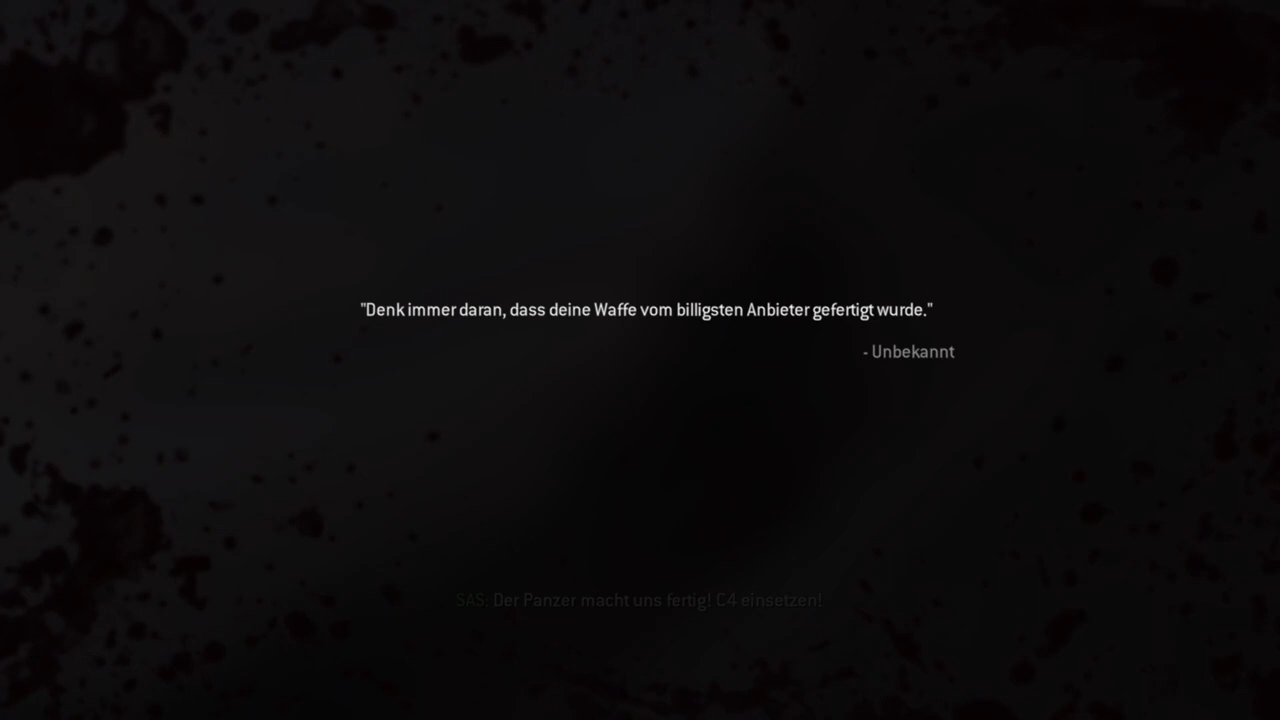 "Denk immer daran, dass deine Waffe vom billigsten Anbieter gefertigt wurde."
- Unbekannt
SAS: Der Panzer macht uns fertig! C4 einsetzen!